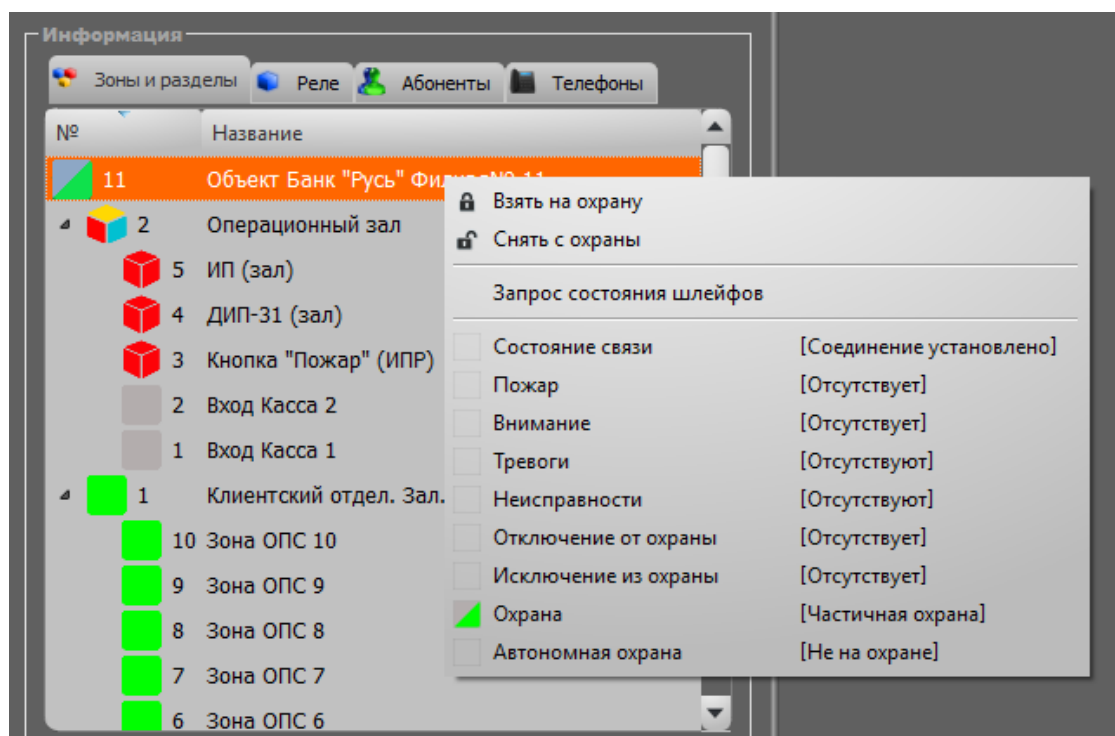 Информация
Зоны и разделы Реле Абоненты Телефоны
№ Название
11 Объект Банк "Русь" 11
2 Операционный зал
5 ИП (зал)
4 ДИП-31 (зал)
3 Кнопка "Пожар" (ИПР)
2 Вход Касса 2
1 Вход Касса 1
1 Клиентский отдел. Зал.
10 Зона ОПС 10
9 Зона ОПС 9
8 Зона ОПС 8
7 Зона ОПС 7
6 Зона ОПС 6
Взять на охрану
Снять с охраны
Запрос состояния шлейфов
Состояние связи [Соединение установлено]
Пожар [Отсутствует]
Внимание [Отсутствует]
Тревоги [Отсутствуют]
Неисправности [Отсутствуют]
Отключение от охраны [Отсутствует]
Исключение из охраны [Отсутствует]
Охрана [Частичная охрана]
Автономная охрана [Не на охране]